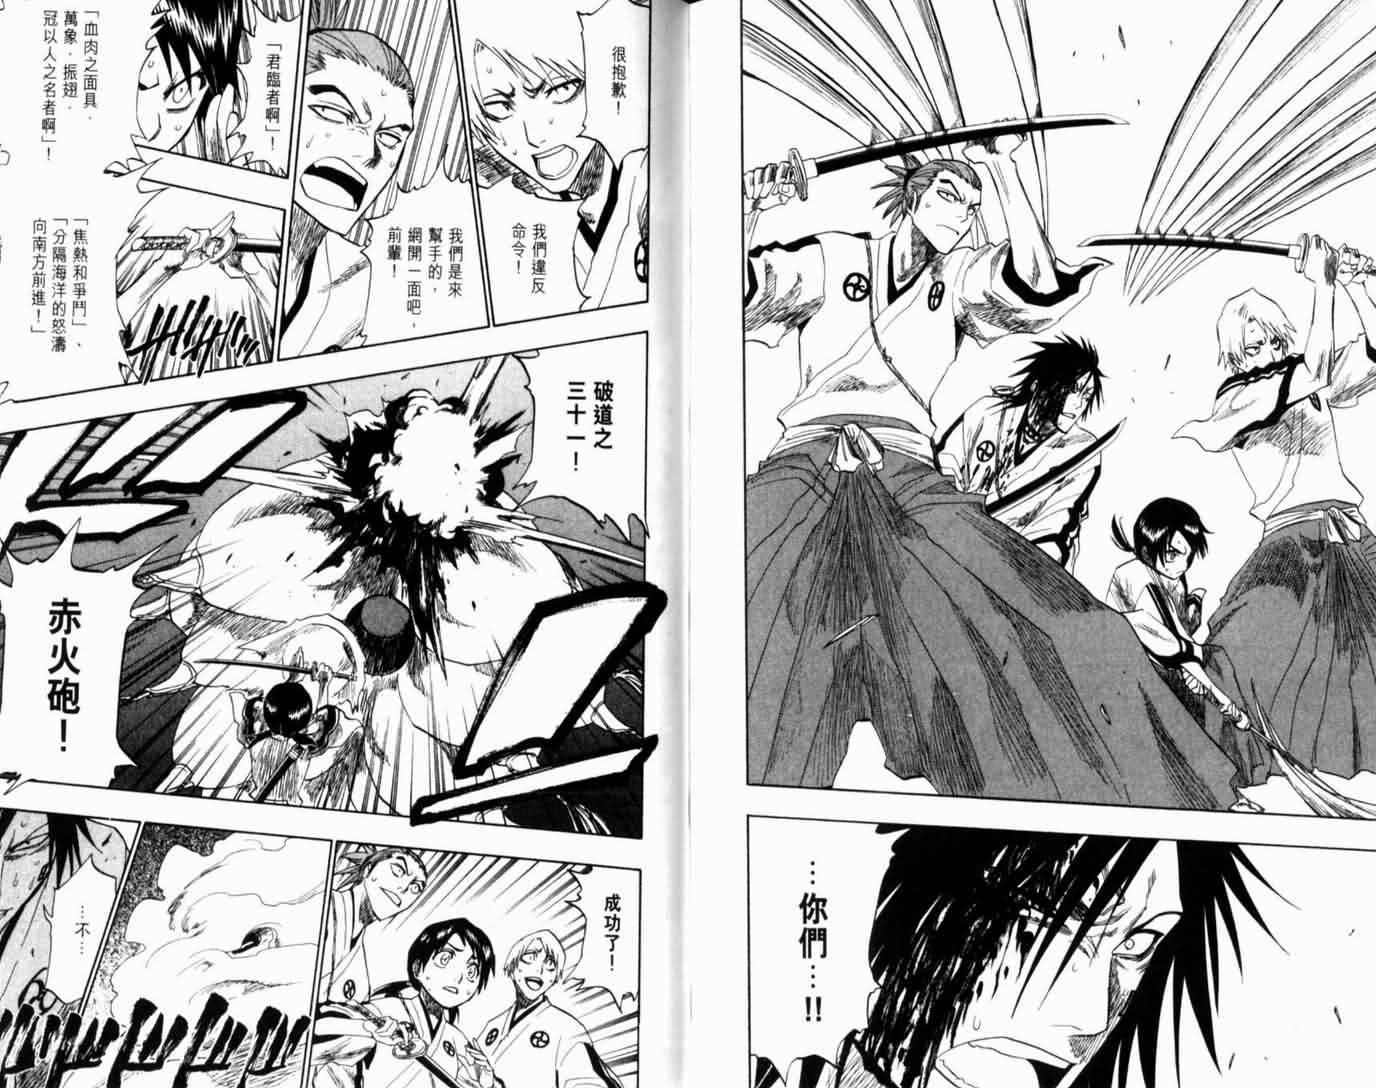 …你
們…!!
很抱歉！
我們違反
命令！
我們是來
幫手的，
網開一面吧，
前輩！
「君臨者啊」！
「血肉之面具．
萬象．振翅．
冠以人之名者啊」！
「焦熱和爭鬥」、
「分隔海洋的怒濤
向南方前進！」
破道之
三十一！
赤火砲！
成功了！
…不…